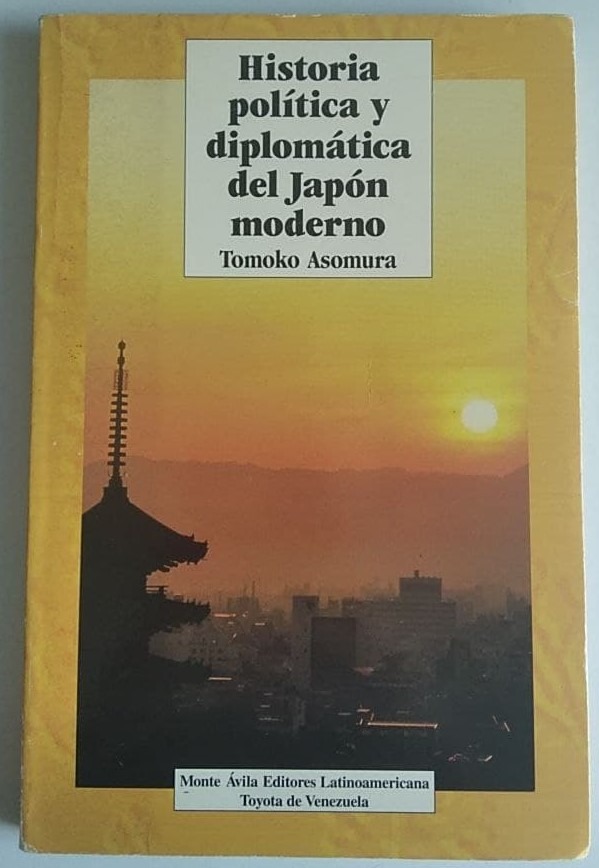 Historia
política y
diplomática
del Japón
moderno
Tomoko Asomura
Monte Ávila Editores Latinoamericana
Toyota de Venezuela